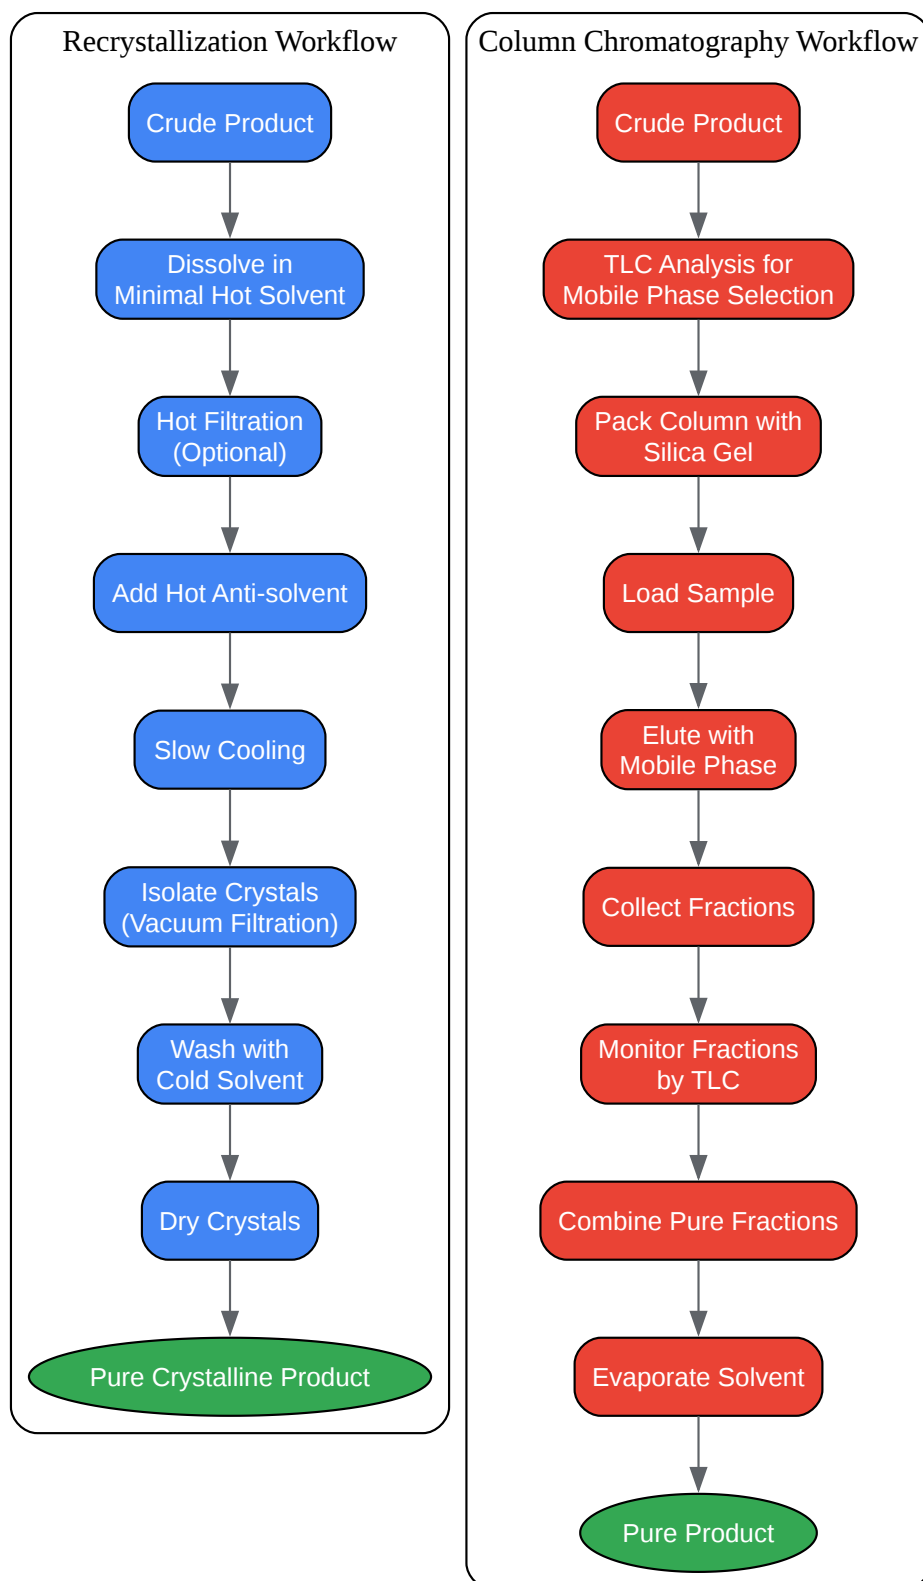 Recrystallization Workflow
Crude Product
Dissolve in
Minimal Hot Solvent
Hot Filtration
(Optional)
Add Hot Anti-solvent
Slow Cooling
Isolate Crystals
(Vacuum Filtration)
Wash with
Cold Solvent
Dry Crystals
Pure Crystalline Product
Column Chromatography Workflow
Crude Product
TLC Analysis for
Mobile Phase Selection
Pack Column with
Silica Gel
Load Sample
Elute with
Mobile Phase
Collect Fractions
Monitor Fractions
by TLC
Combine Pure Fractions
Evaporate Solvent
Pure Product